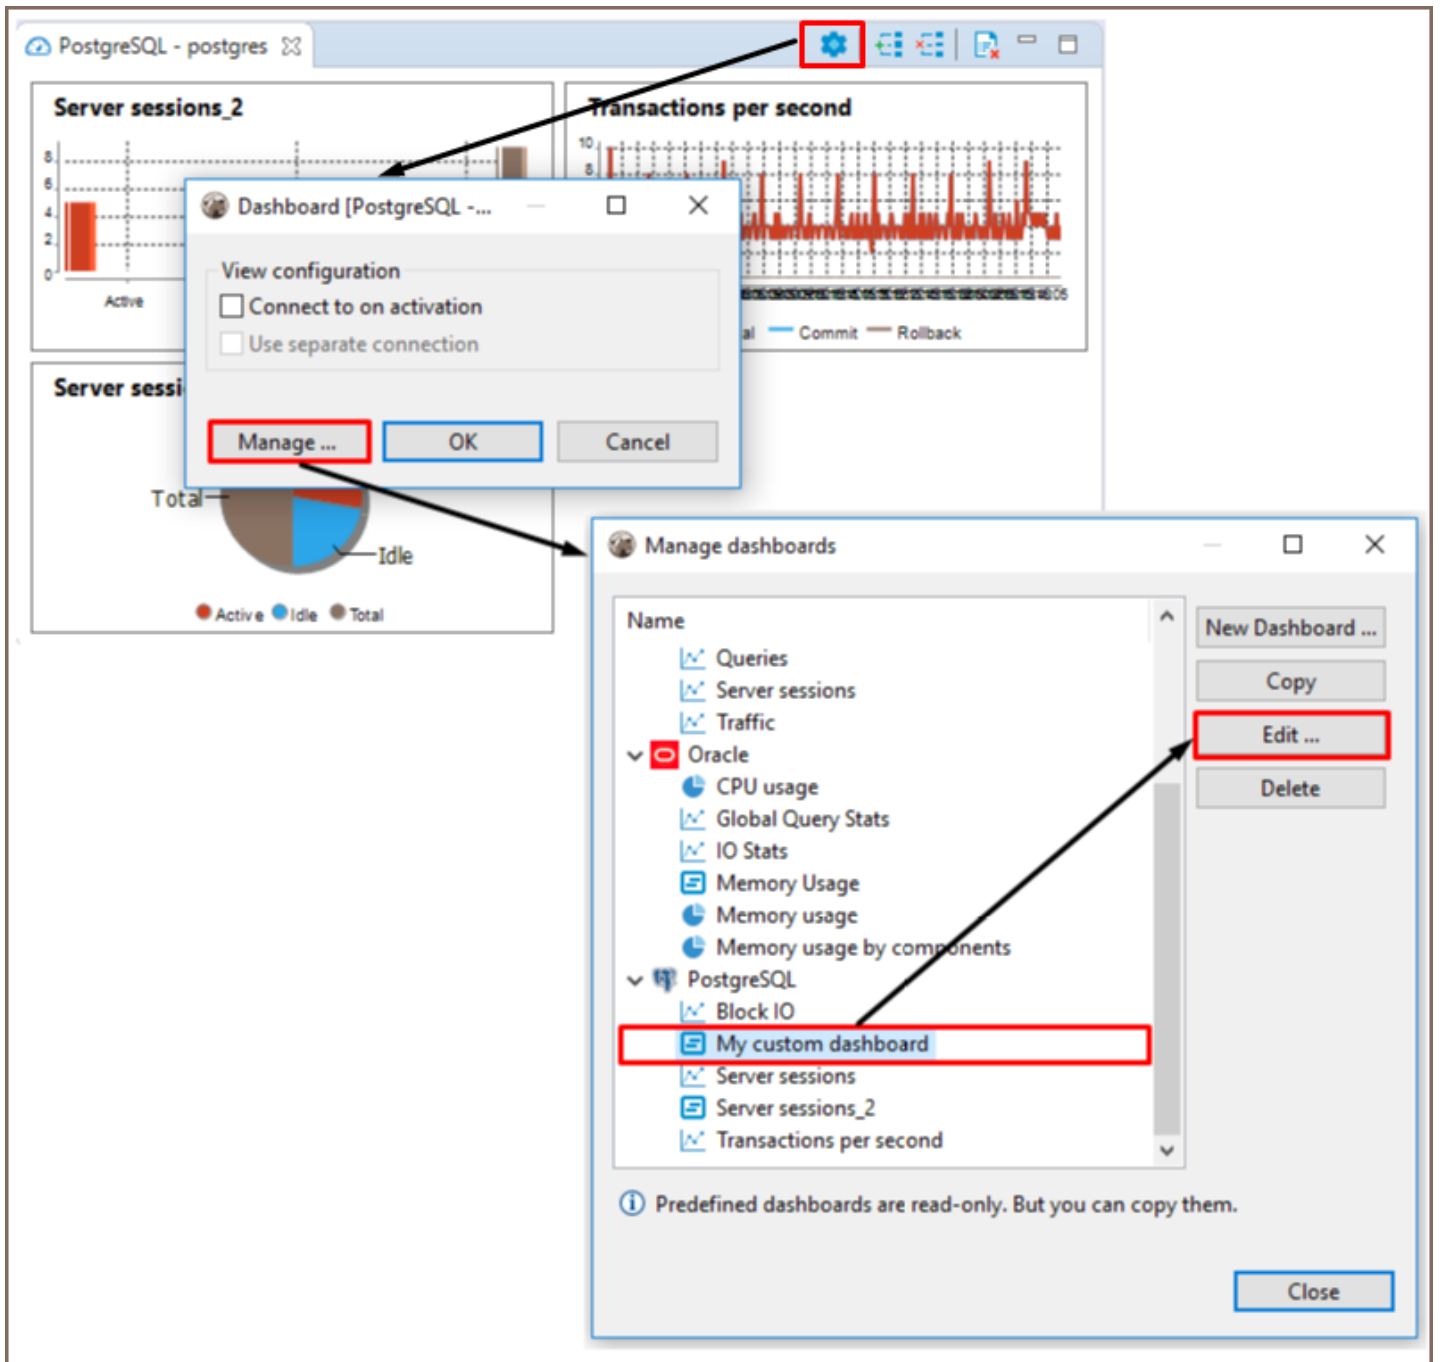 PostgreSQL - postgres
Server sessions_2
8
6
4
2
0
Active
Transactions per second
10
8
al Commit Rollback
Dashboard [PostgreSQL -...
View configuration
Connect to on activation
Use separate connection
Manage ...
OK
Cancel
Server sessi
Total
Idle
Active Idle Total
Manage dashboards
Name
Queries
Server sessions
Traffic
Oracle
CPU usage
Global Query Stats
IO Stats
Memory Usage
Memory usage
Memory usage by components
PostgreSQL
Block IO
My custom dashboard
Server sessions
Server sessions_2
Transactions per second
New Dashboard ...
Copy
Edit ...
Delete
Predefined dashboards are read-only. But you can copy them.
Close